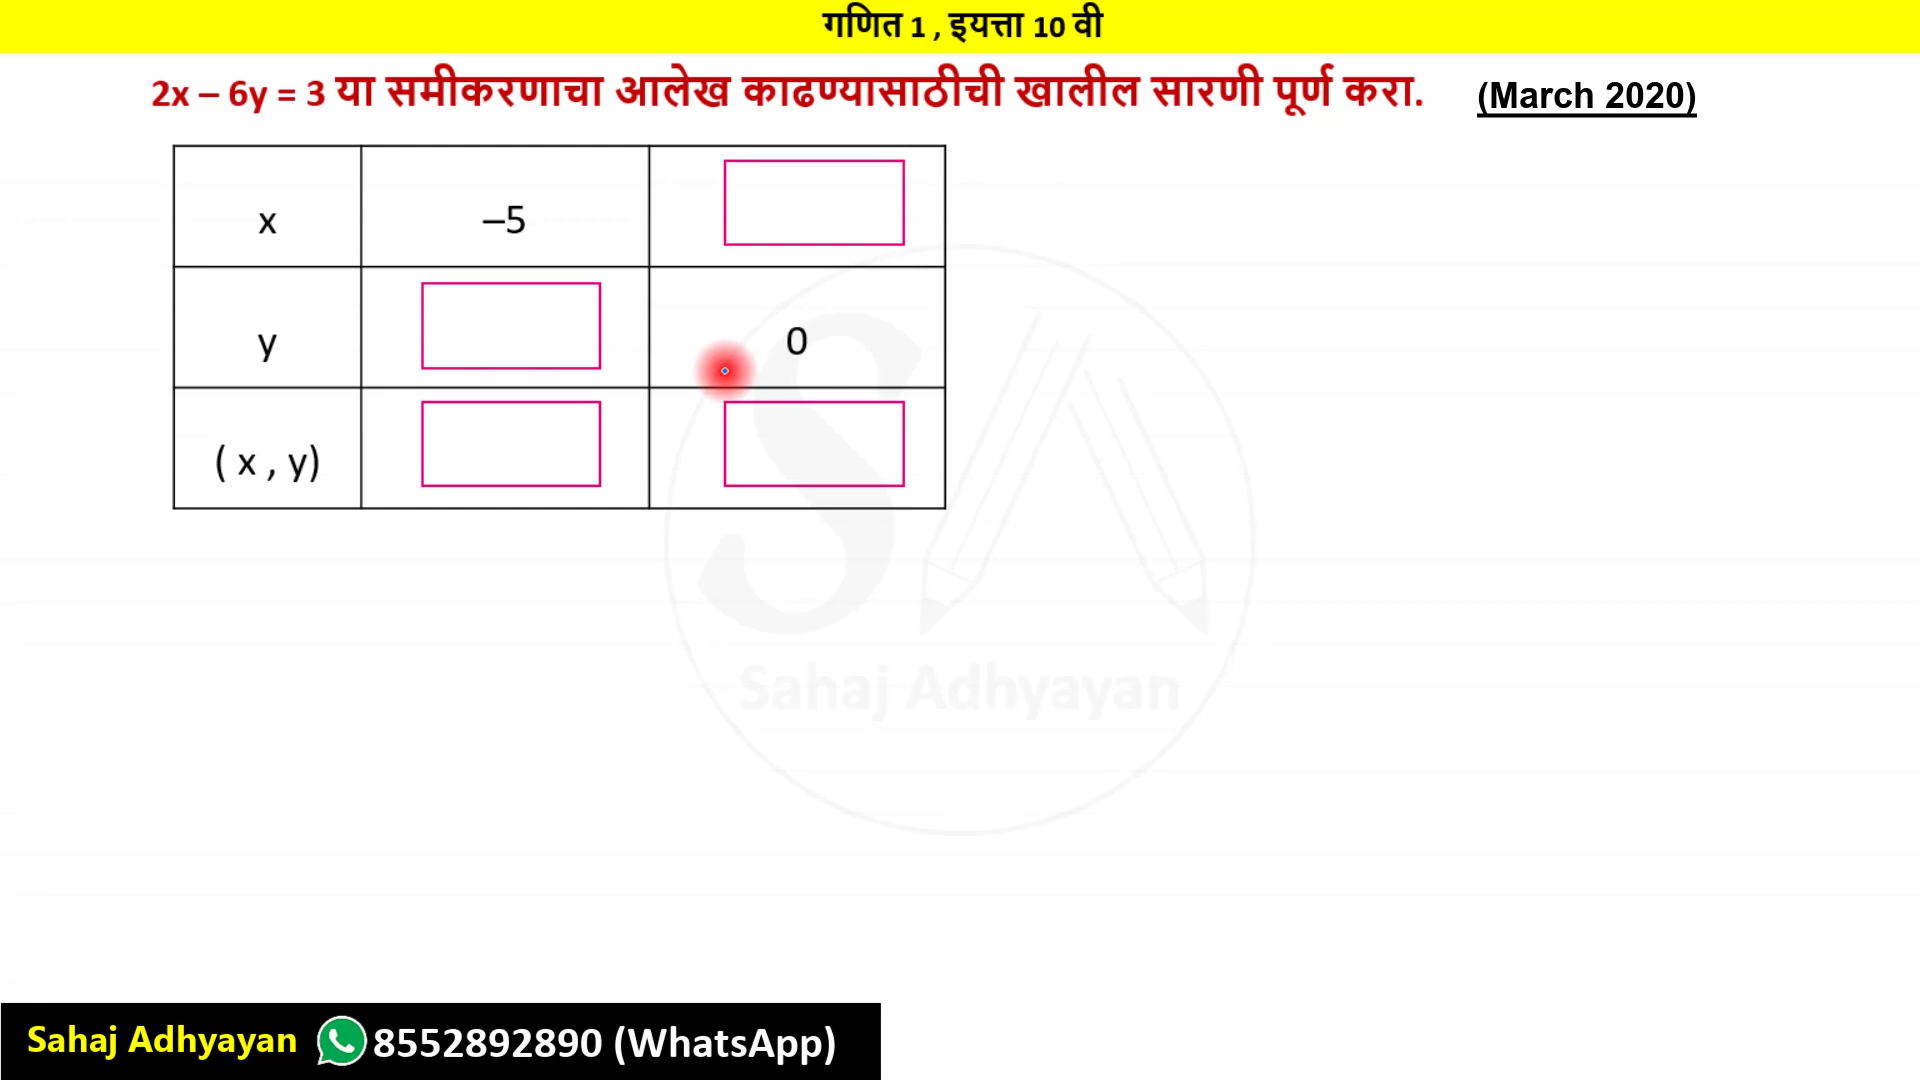 गणित 1 , इयत्ता 10 वी
2x – 6y = 3 या समीकरणाचा आलेख काढण्यासाठीची खालील सारणी पूर्ण करा. (March 2020)
x –5
y 0
( x , y)
Sahaj Adhyayan
Sahaj Adhyayan 8552892890 (WhatsApp)